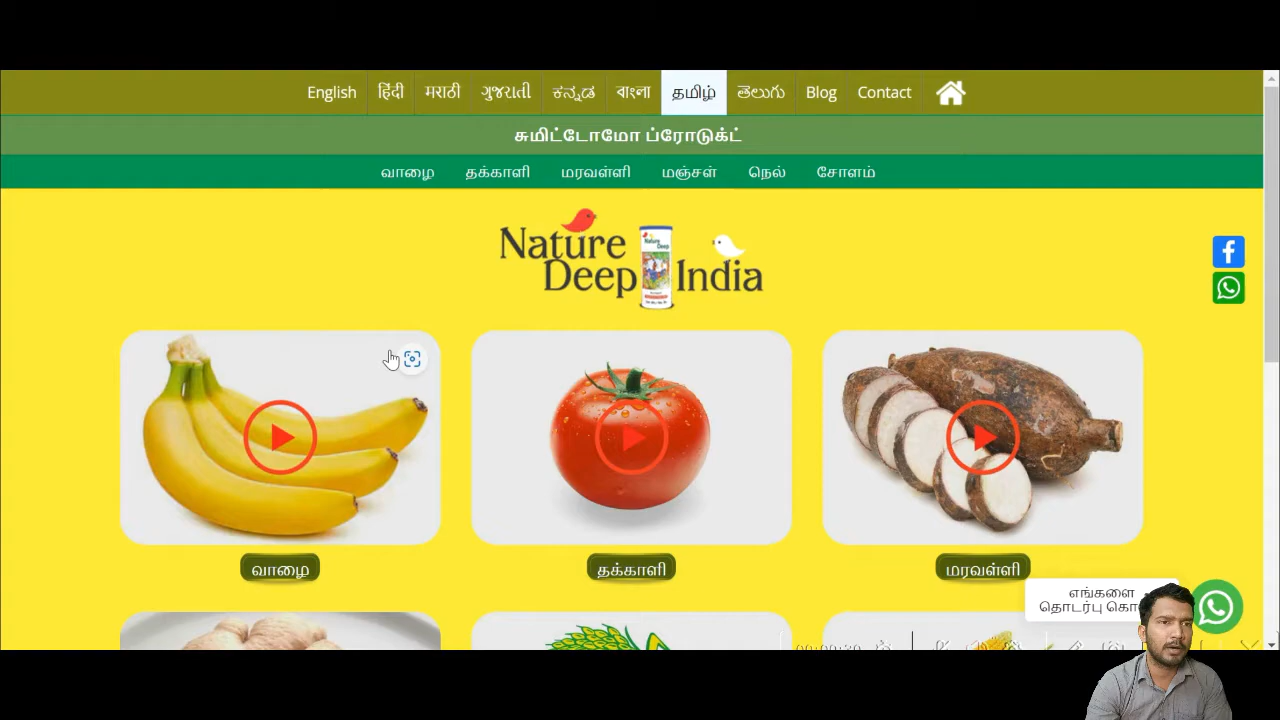 English हिंदी मराठी ગુજરાતી ಕನ್ನಡ বাংলা தமிழ் తెలుగు Blog Contact
சுமிட்டோமோ ப்ரோடுக்ட்
வாழை தக்காளி மரவள்ளி மஞ்சள் நெல் சோளம்
Nature
Deep India
வாழை
தக்காளி
மரவள்ளி
எங்களை
தொடர்பு